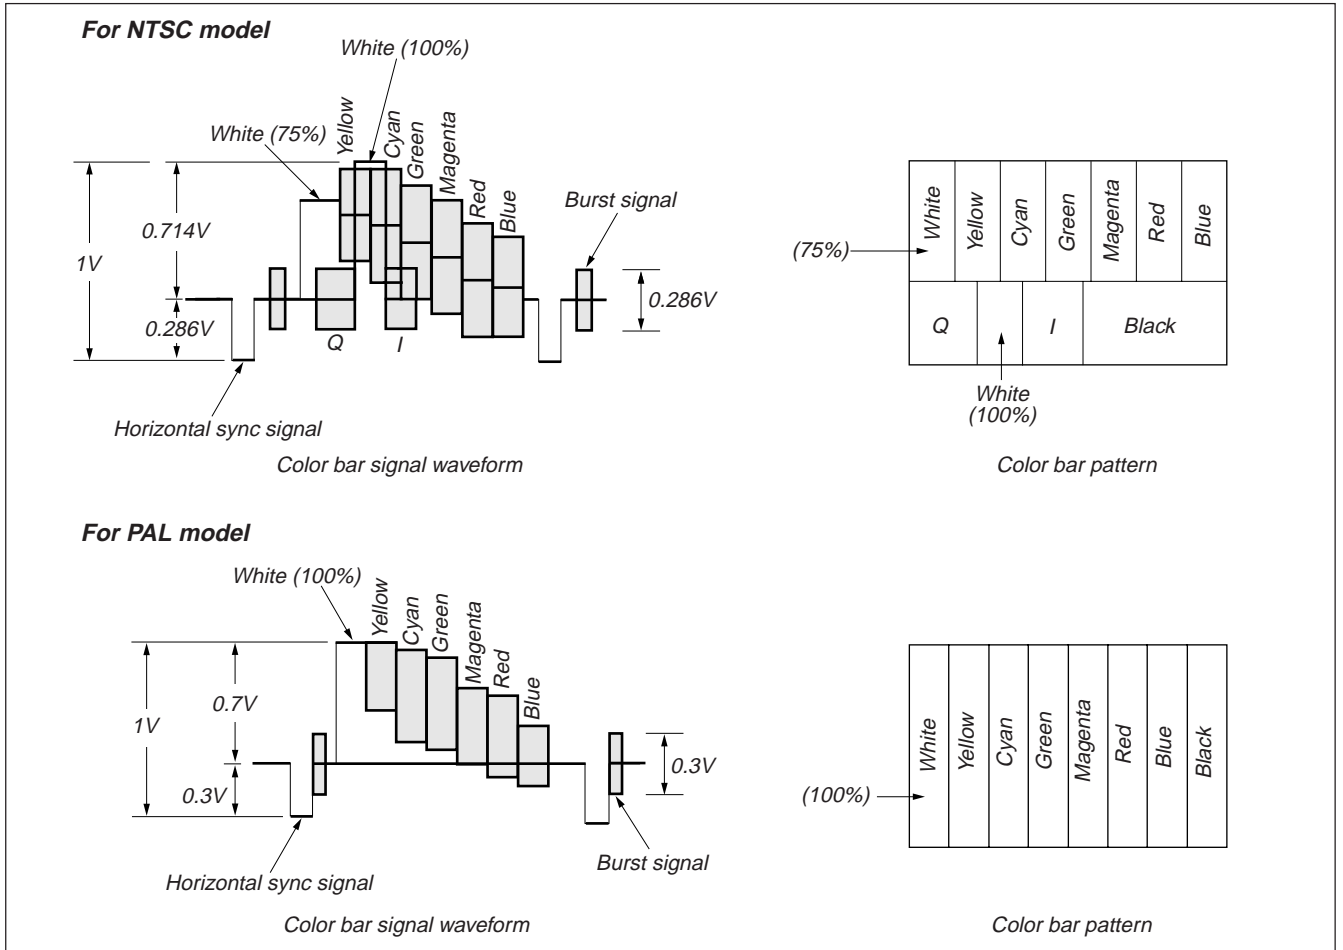 For NTSC model
White (100%)
White (75%)
Yellow
Cyan
Green
Magenta
Red
Blue
Burst signal
1V
0.714V
0.286V
0.286V
Q
I
Horizontal sync signal
Color bar signal waveform
(75%)
White
Yellow
Cyan
Green
Magenta
Red
Blue
Q
I
Black
White
(100%)
Color bar pattern
For PAL model
White (100%)
Yellow
Cyan
Green
Magenta
Red
Blue
1V
0.7V
0.3V
0.3V
Burst signal
Horizontal sync signal
Color bar signal waveform
(100%)
White
Yellow
Cyan
Green
Magenta
Red
Blue
Black
Color bar pattern